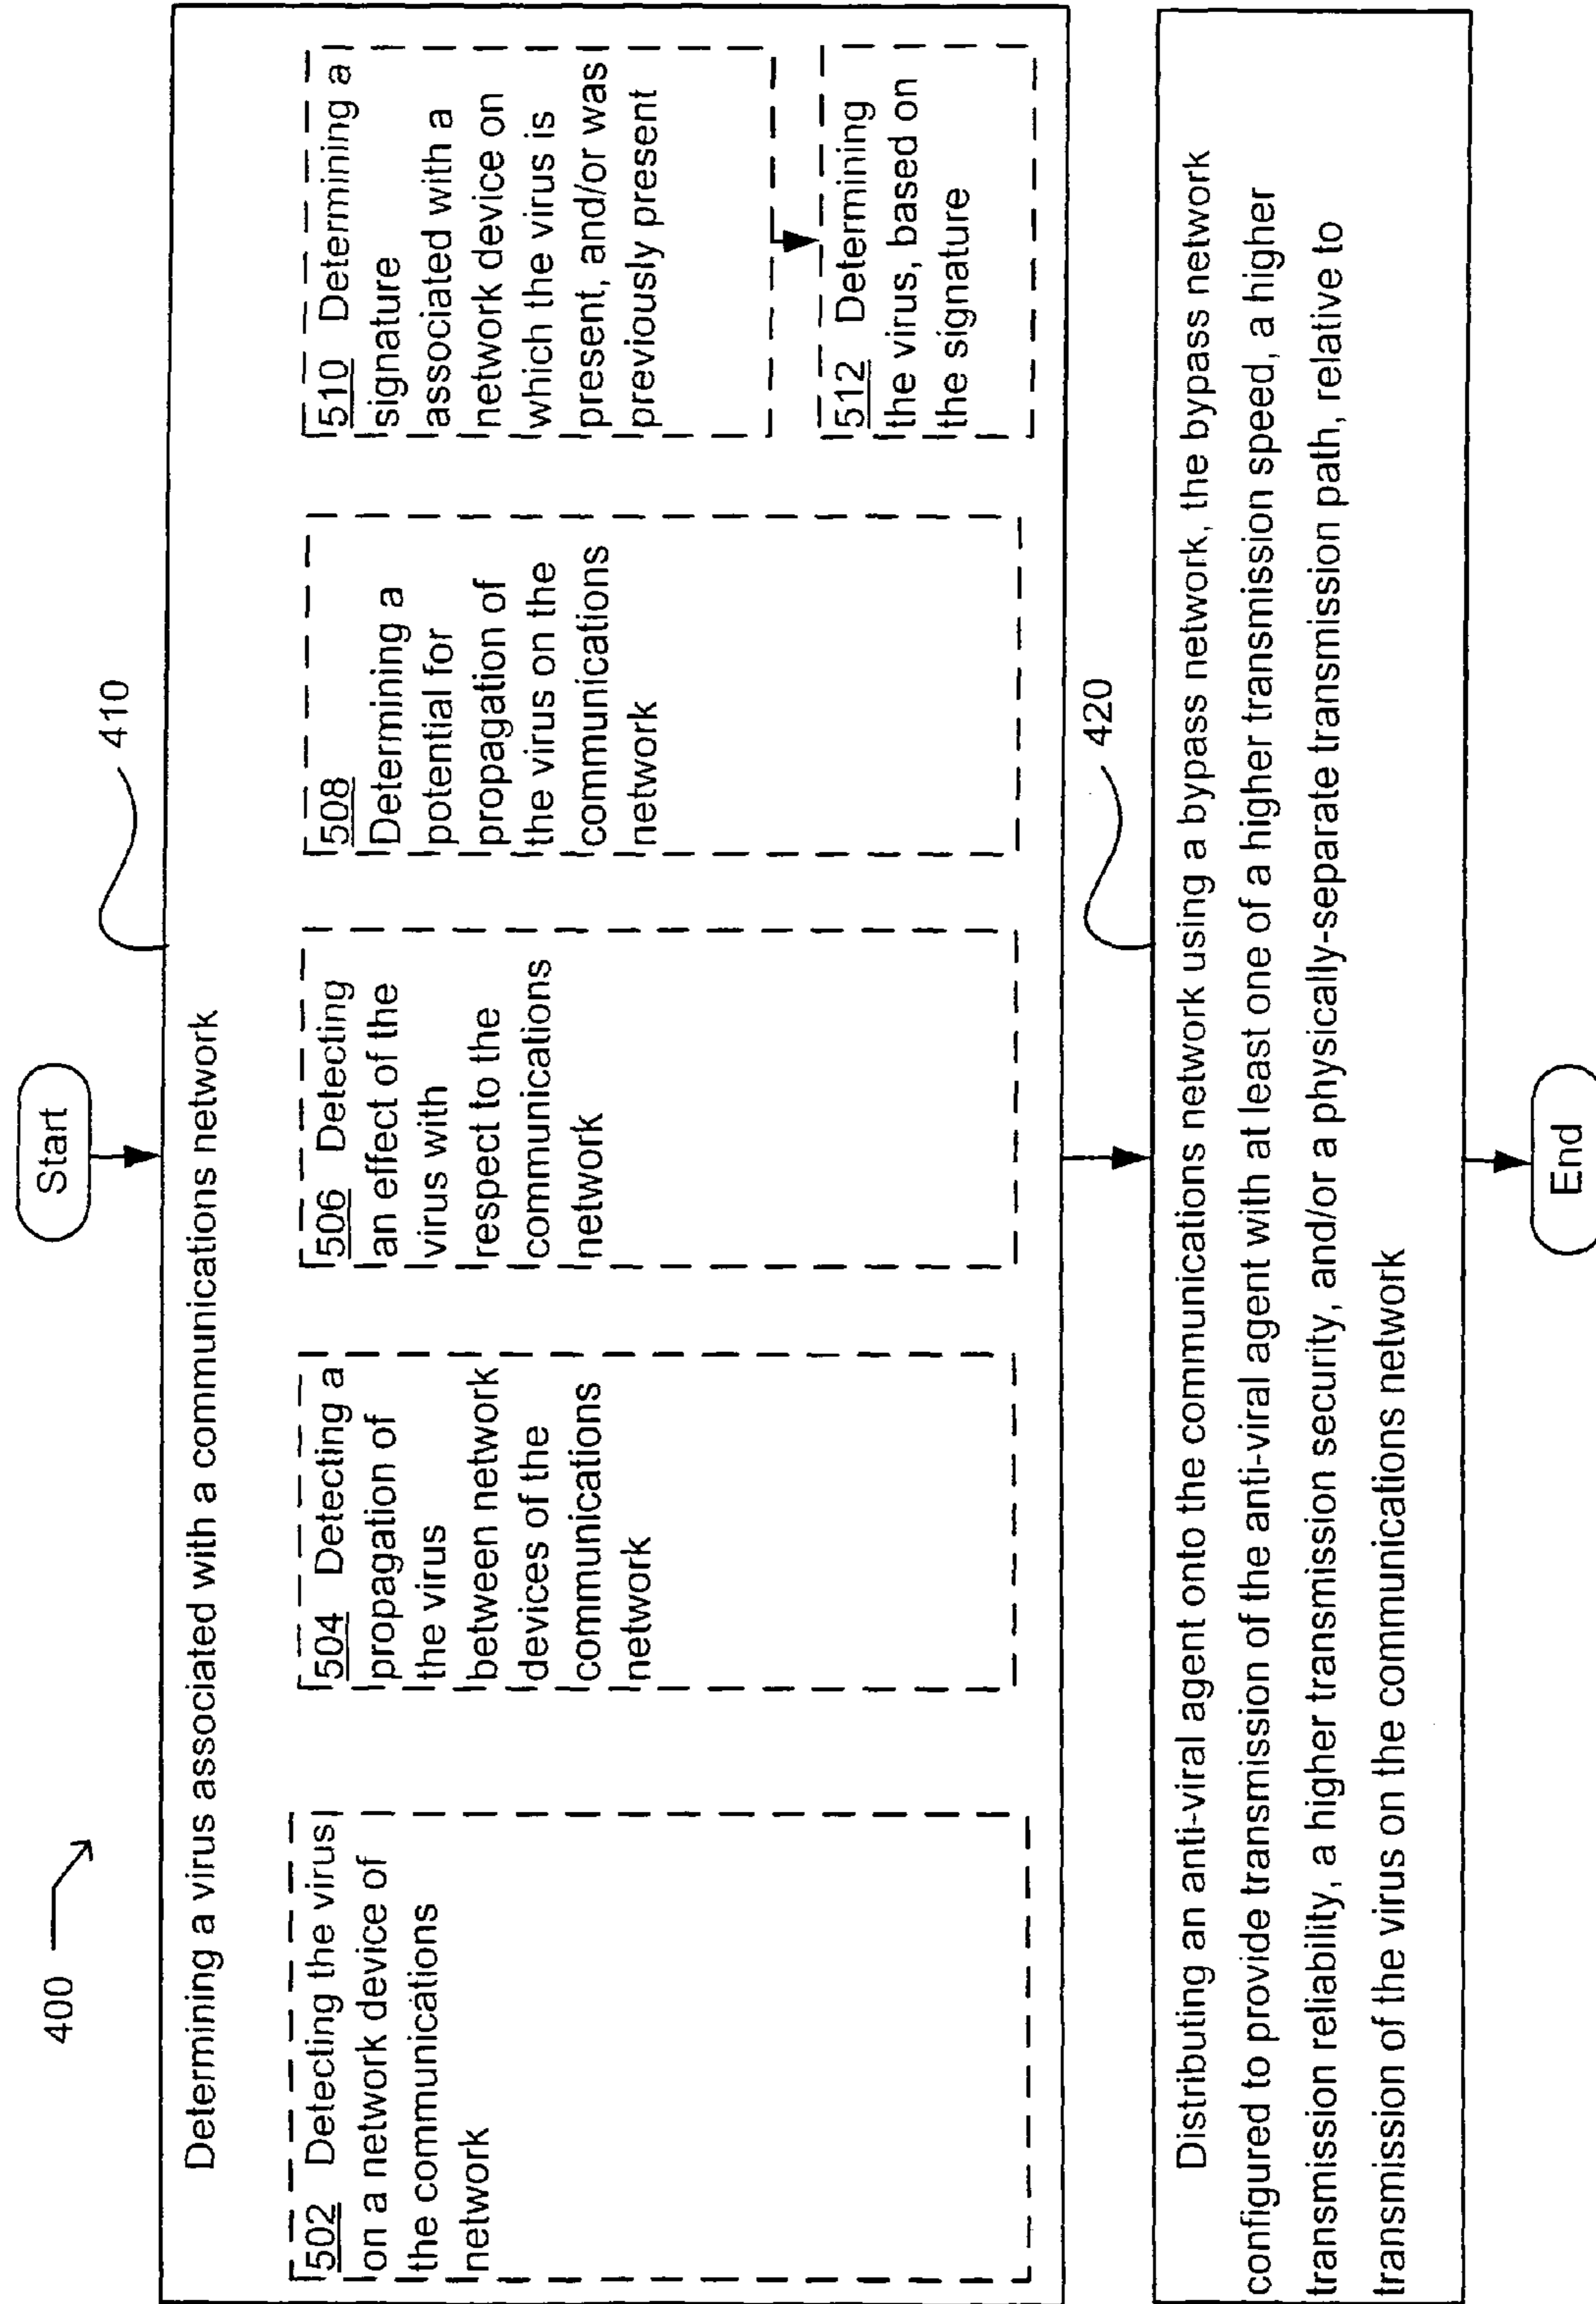 400
Start
410
Determining a virus associated with a communications network
502 Detecting the virus
on a network device of
the communications
network
504 Detecting a
propagation of
the virus
between network
devices of the
communications
network
506 Detecting
an effect of the
virus with
respect to the
communications
network
508
Determining a
potential for
propagation of
the virus on the
communications
network
510 Determining a
signature
associated with a
network device on
which the virus is
present, and/or was
previously present
512 Determining
the virus, based on
the signature
420
Distributing an anti-viral agent onto the communications network using a bypass network, the bypass network
configured to provide transmission of the anti-viral agent with at least one of a higher transmission speed, a higher
transmission reliability, a higher transmission security, and/or a physically-separate transmission path, relative to
transmission of the virus on the communications network
End